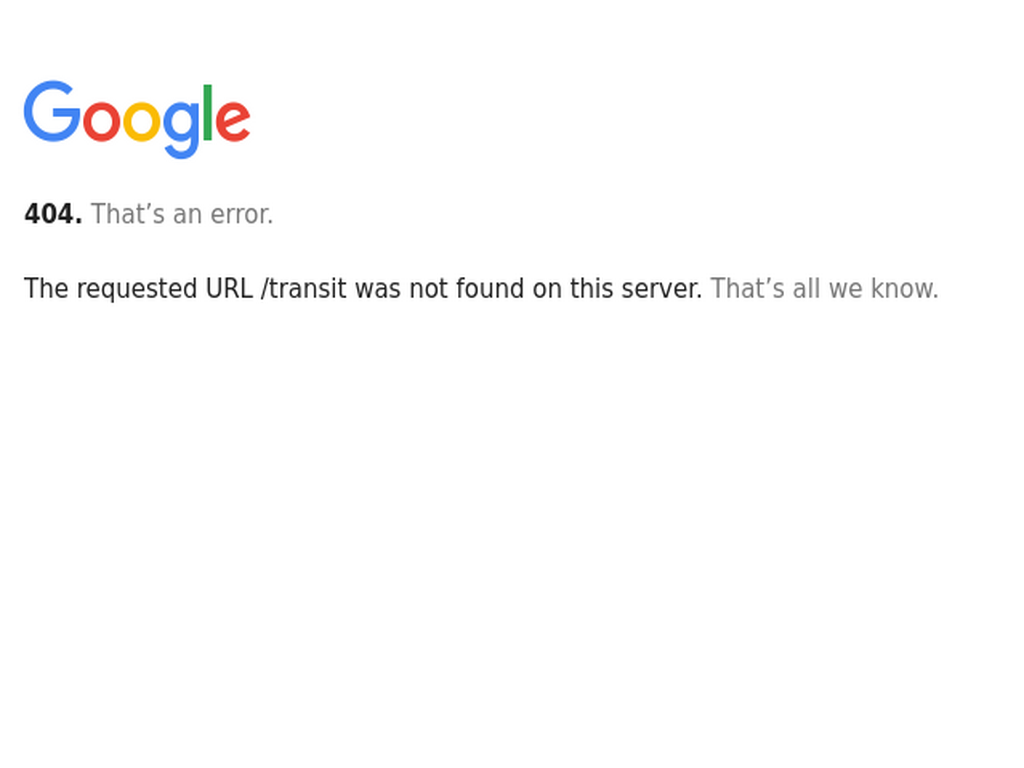 Google
404. That’s an error.
The requested URL /transit was not found on this server. That’s all we know.